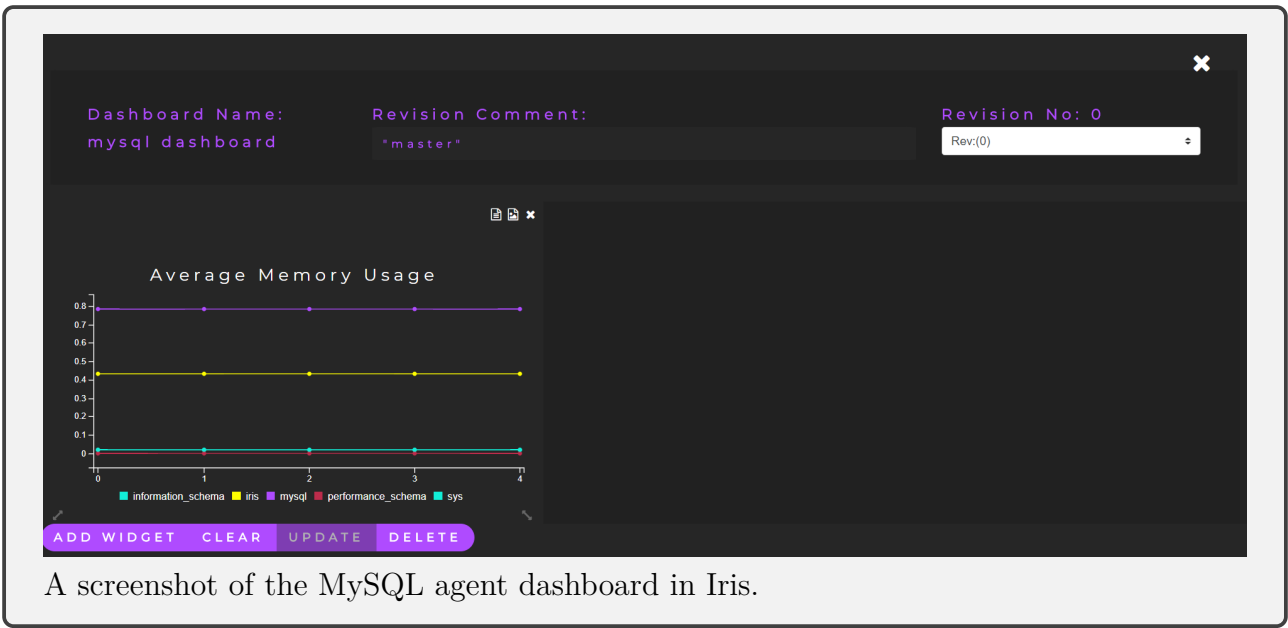 Dashboard Name:
mysql dashboard
Revision Comment:
"master"
Revision No: 0
Rev:(0)
Average Memory Usage
0.8
0.7
0.6
0.5
0.4
0.3
0.2
0.1
0
0 1 2 3 4
information_schema iris mysql performance_schema sys
ADD WIDGET CLEAR UPDATE DELETE
A screenshot of the MySQL agent dashboard in Iris.